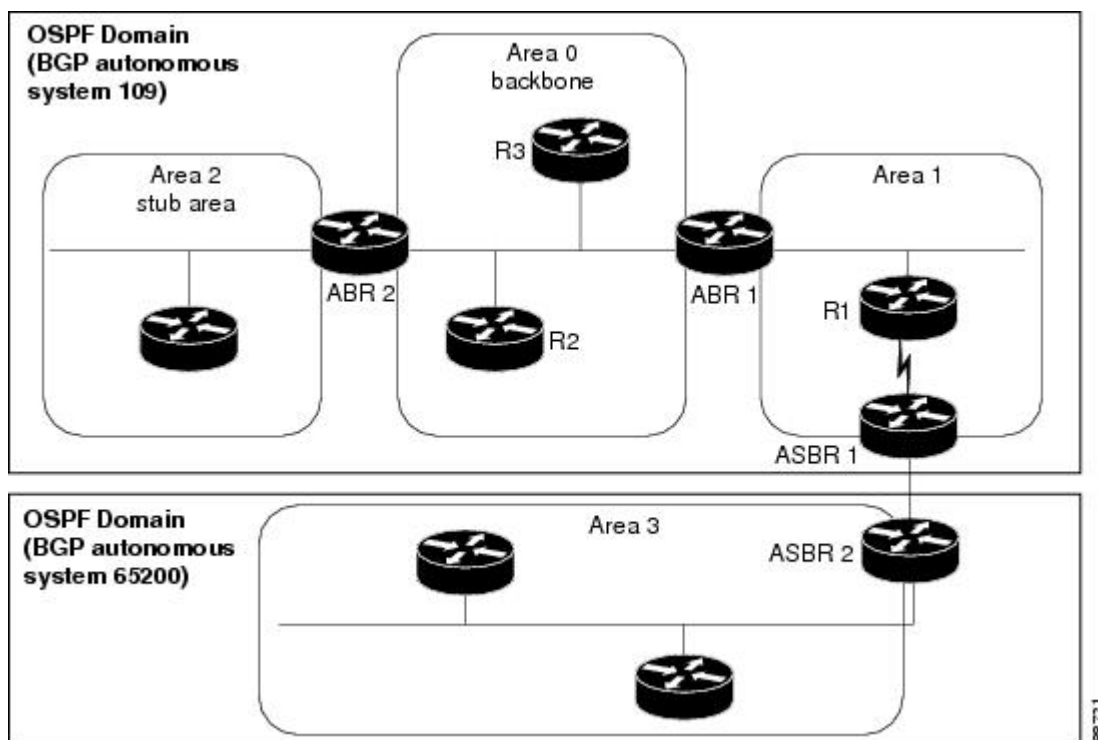 OSPF Domain
(BGP autonomous
system 109)
Area 0
backbone
R3
Area 2
stub area
Area 1
ABR 2
ABR 1
R1
R2
ASBR 1
OSPF Domain
(BGP autonomous
system 65200)
Area 3
ASBR 2